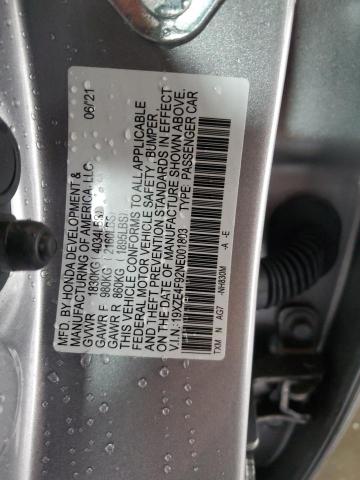 MFD. BY HONDA DEVELOPMENT & 06/21
MANUFACTURING OF AMERICA, LLC
GVWR 1830KG
GAWR F 980KG
GAWR R 860KG (1895LBS)
THIS VEHICLE CONFORMS TO ALL APPLICABLE
FEDERAL MOTOR VEHICLE SAFETY, BUMPER,
AND THEFT PREVENTION STANDARDS IN EFFECT
ON THE DATE OF MANUFACTURE SHOWN ABOVE.
V.I.N.: 19XZE4F92NE001803 TYPE: PASSENGER CAR
TXM N AG7 -NH830M -A -E